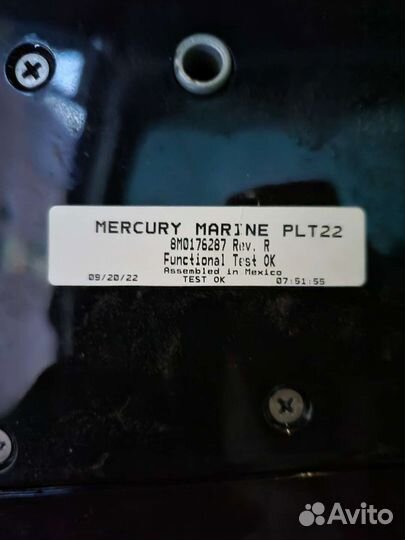 MERCURY MARINE PLT22
8M0176287 Rev. R
Functional Test OK
Assembled in Mexico
09/20/22 TEST OK 07:51:55
Avito